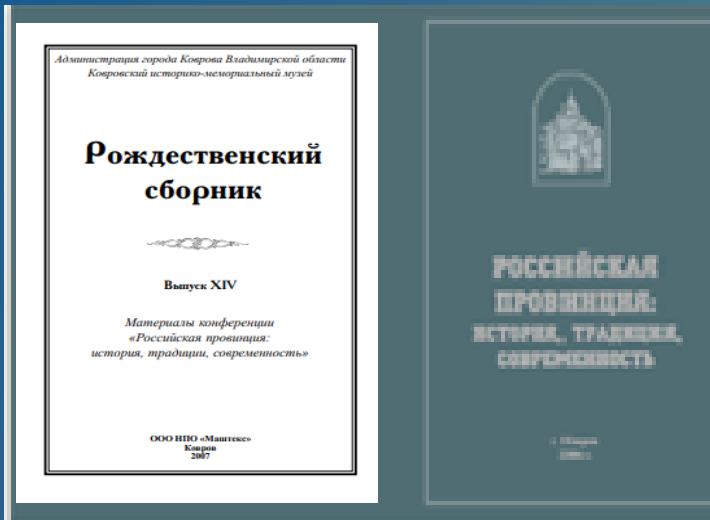 Администрация города Коврова Владимирской области
Ковровский историко-мемориальный музей
Рождественский
сборник
Выпуск XIV
Материалы конференции
«Российская провинция:
история, традиции, современность»
ООО НПО «Маштекс»
Ковров
2007
РОССИЙСКАЯ
ПРОВИНЦИЯ:
ИСТОРИЯ, ТРАДИЦИИ,
СОВРЕМЕННОСТЬ